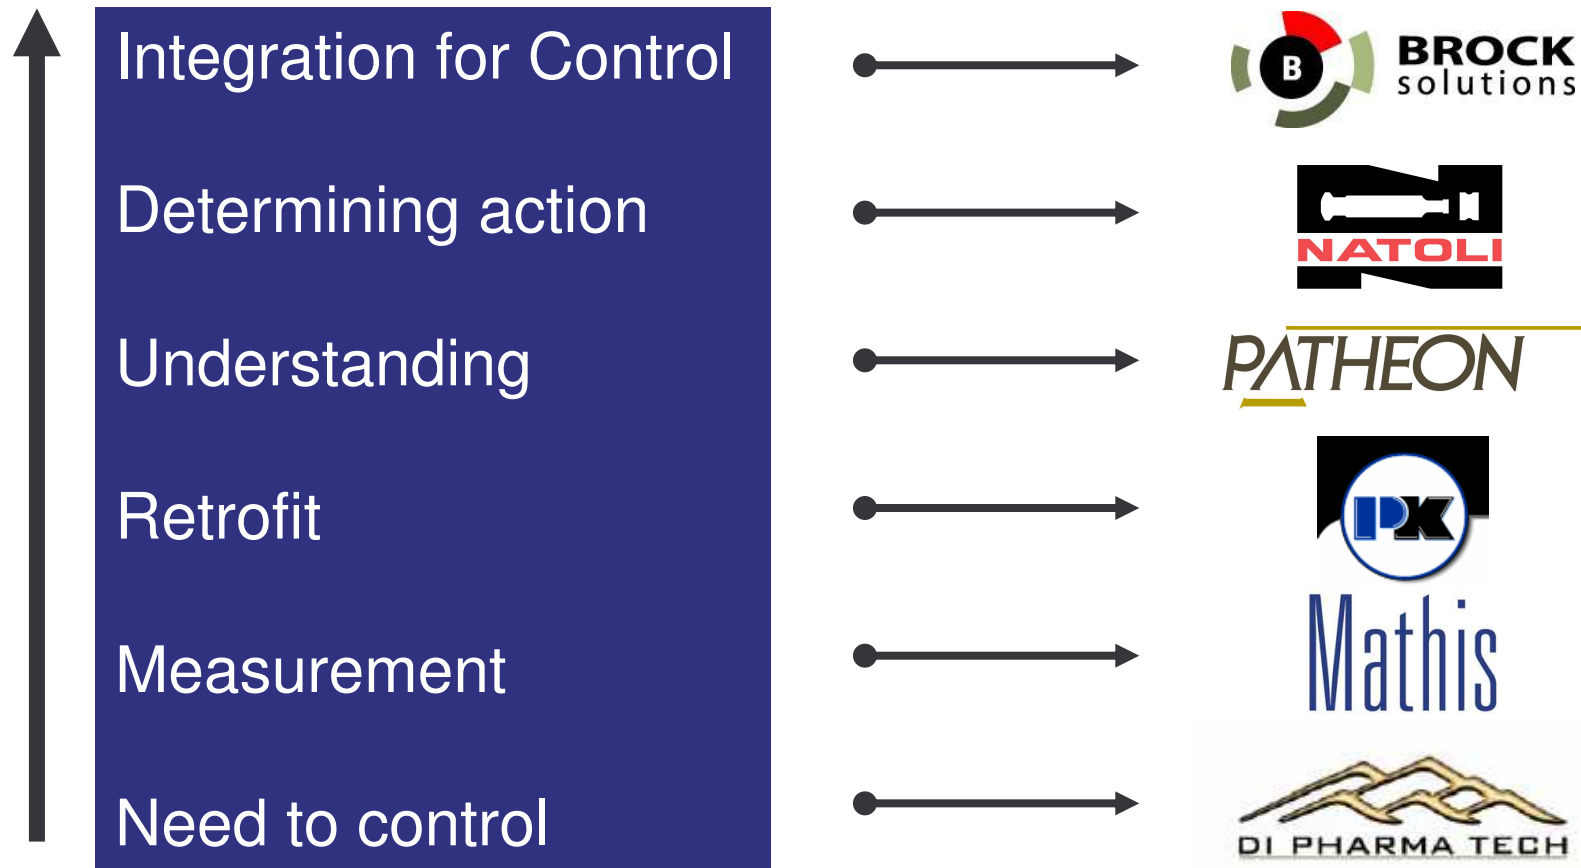 Integration for Control
B
BROCK
solutions
Determining action
NATOLI
Understanding
PATHEON
Retrofit
PK
Measurement
Mathis
Need to control
DI PHARMA TECH